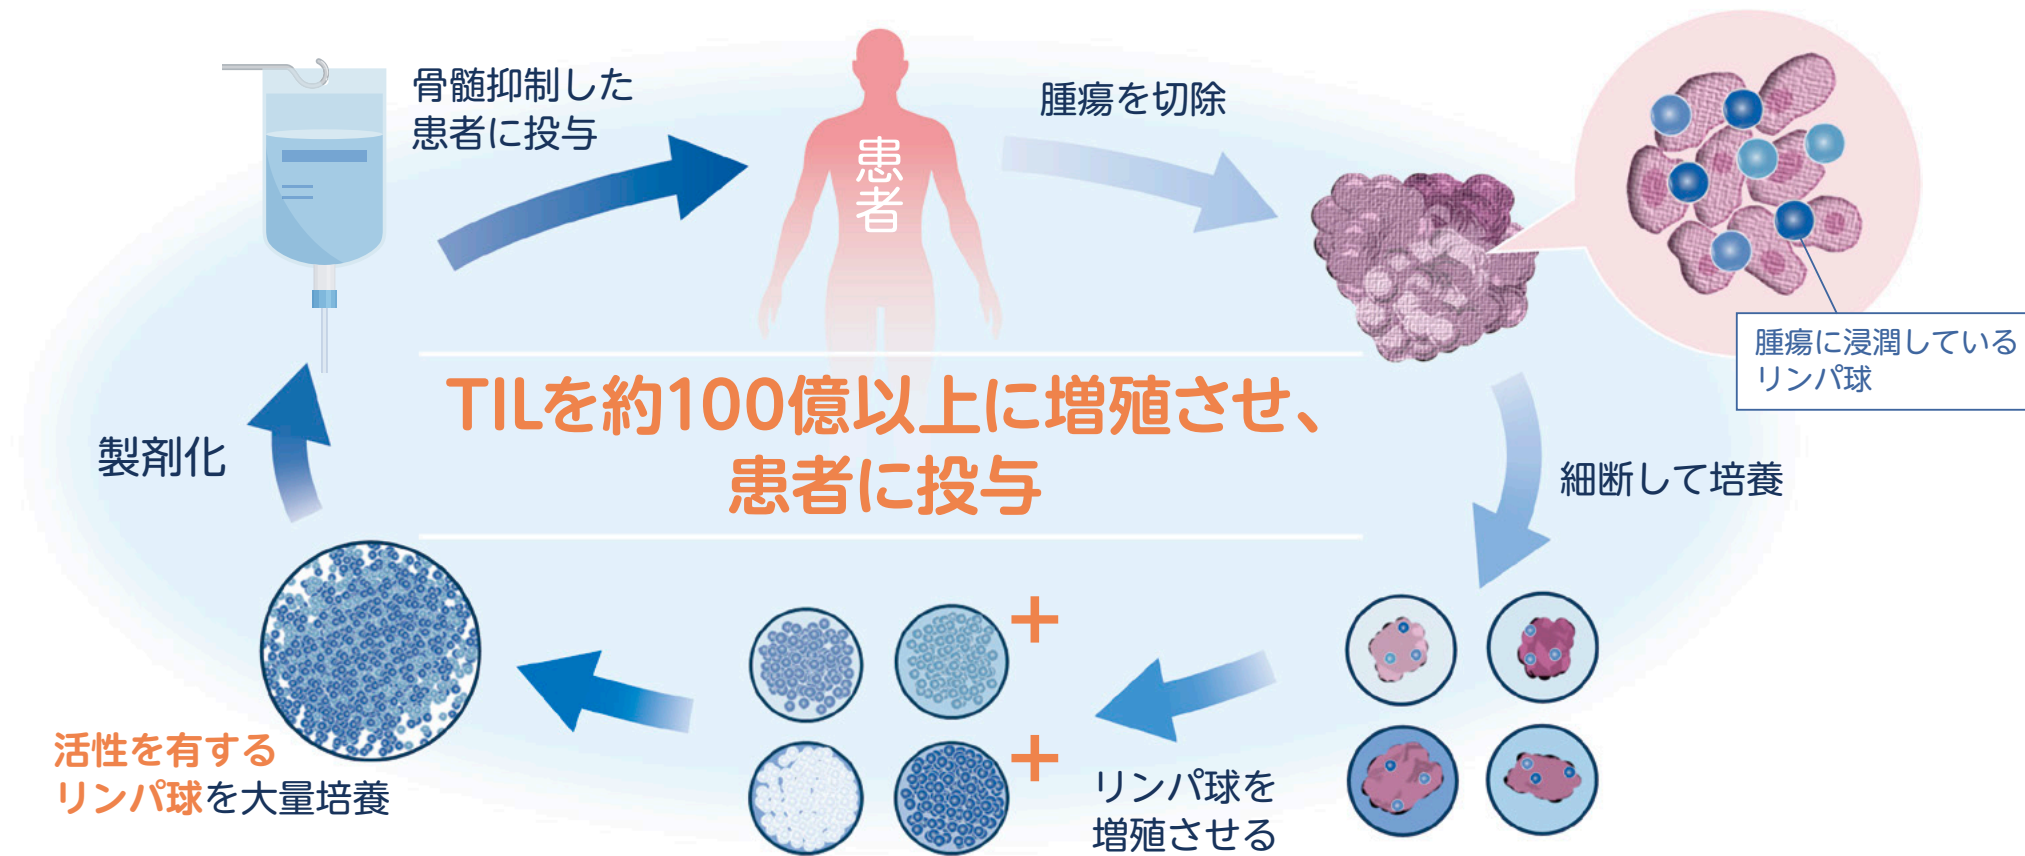 骨髄抑制した
患者に投与
患者
腫瘍を切除
腫瘍に浸潤している
リンパ球
TILを約100億以上に増殖させ、
患者に投与
細断して培養
製剤化
+
+
リンパ球を
増殖させる
活性を有する
リンパ球を大量培養